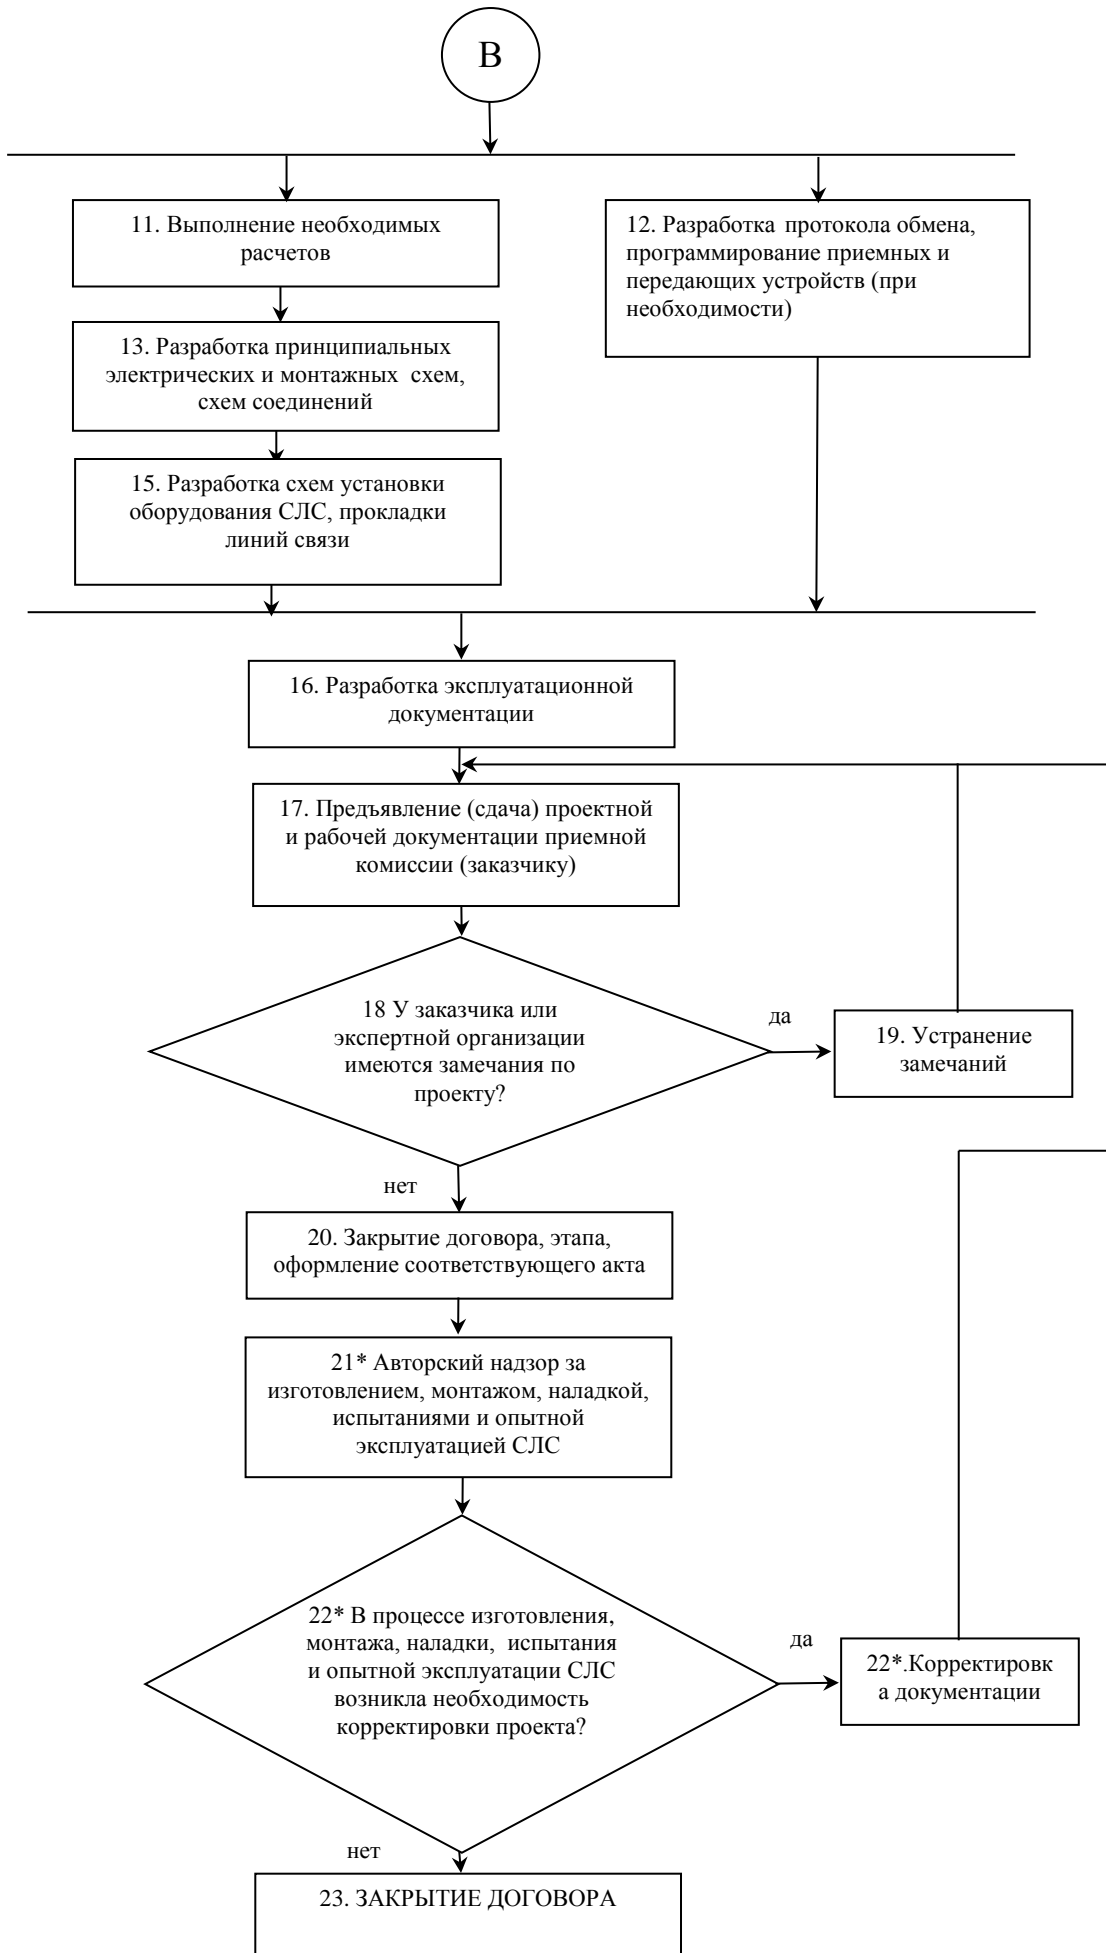 В
11. Выполнение необходимых
расчетов
12. Разработка протокола обмена,
программирование приемных и
передающих устройств (при
необходимости)
13. Разработка принципиальных
электрических и монтажных схем,
схем соединений
15. Разработка схем установки
оборудования СЛС, прокладки
линий связи
16. Разработка эксплуатационной
документации
17. Предъявление (сдача) проектной
и рабочей документации приемной
комиссии (заказчику)
18 У заказчика или
экспертной организации
имеются замечания по
проекту?
да
19. Устранение
замечаний
нет
20. Закрытие договора, этапа,
оформление соответствующего акта
21* Авторский надзор за
изготовлением, монтажом, наладкой,
испытаниями и опытной
эксплуатацией СЛС
22* В процессе изготовления,
монтажа, наладки, испытания
и опытной эксплуатации СЛС
возникла необходимость
корректировки проекта?
да
22*.Корректировк
а документации
нет
23. ЗАКРЫТИЕ ДОГОВОРА